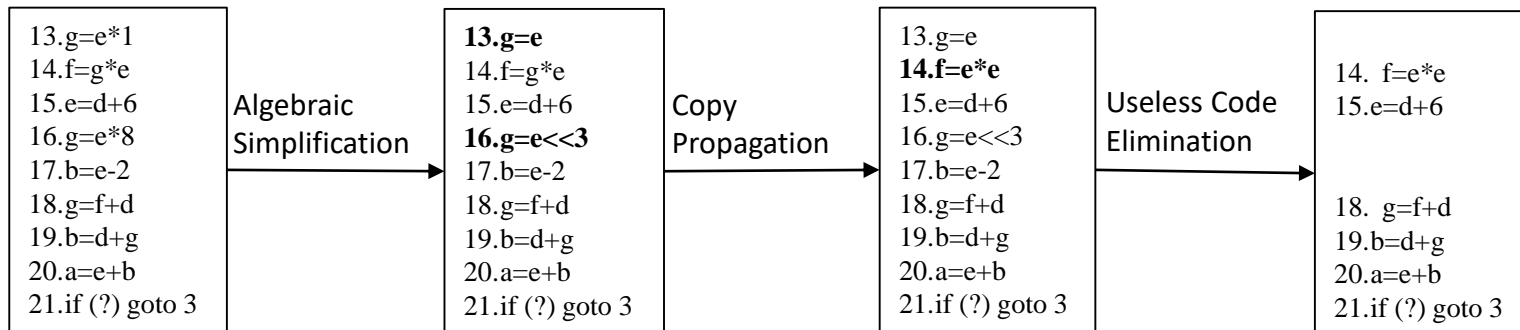 13.g=e*1
14.f=g*e
15.e=d+6
16.g=e*8
17.b=e-2
18.g=f+d
19.b=d+g
20.a=e+b
21.if (?) goto 3
Algebraic
Simplification
13.g=e
14.f=g*e
15.e=d+6
16.g=e<<3
17.b=e-2
18.g=f+d
19.b=d+g
20.a=e+b
21.if (?) goto 3
Copy
Propagation
13.g=e
14.f=e*e
15.e=d+6
16.g=e<<3
17.b=e-2
18.g=f+d
19.b=d+g
20.a=e+b
21.if (?) goto 3
Useless Code
Elimination
14. f=e*e
15.e=d+6
18. g=f+d
19.b=d+g
20.a=e+b
21.if (?) goto 3